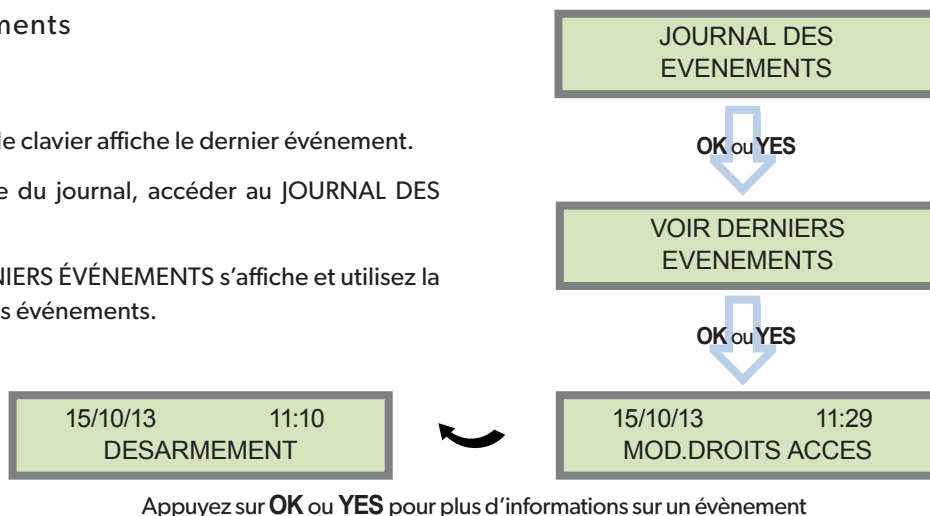 ments
le clavier affiche le dernier événement.
e du journal, accéder au JOURNAL DES
NIERS ÉVÉNEMENTS s'affiche et utilisez la
s événements.
JOURNAL DES
EVENEMENTS
OK ou YES
VOIR DERNIERS
EVENEMENTS
OK ou YES
15/10/13 11:29
MOD.DROITS ACCES
15/10/13 11:10
DESARMEMENT
Appuyez sur OK ou YES pour plus d'informations sur un évènement